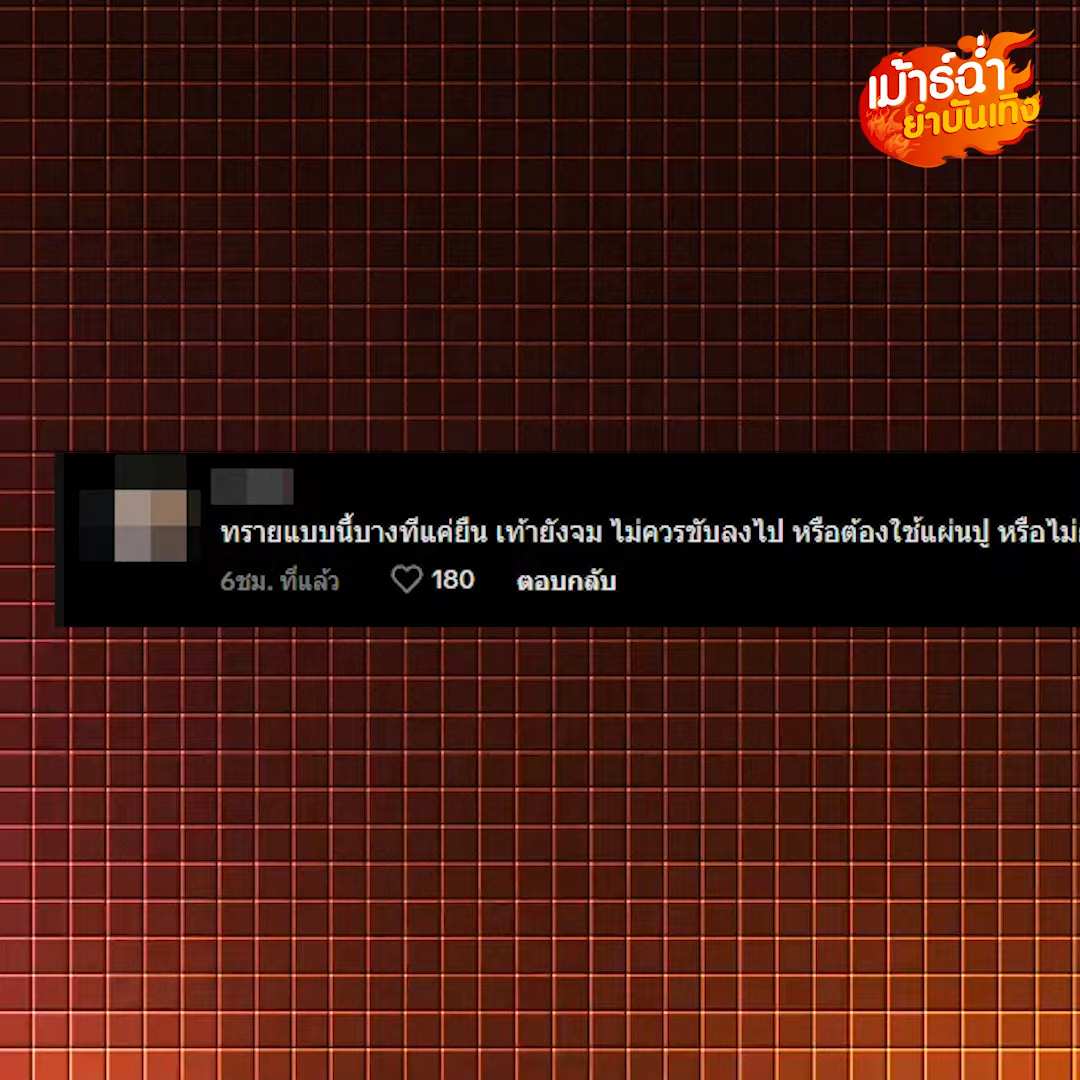 เม้าธ์ฉ่ำ
ยำบันเทิง
ทรายแบบนี้บางทีแค่ยืน เท้ายังจม ไม่ควรขับลงไป หรือต้องใช้แผ่นปู หรือไม่
6ชม. ที่แล้ว 180 ตอบกลับ